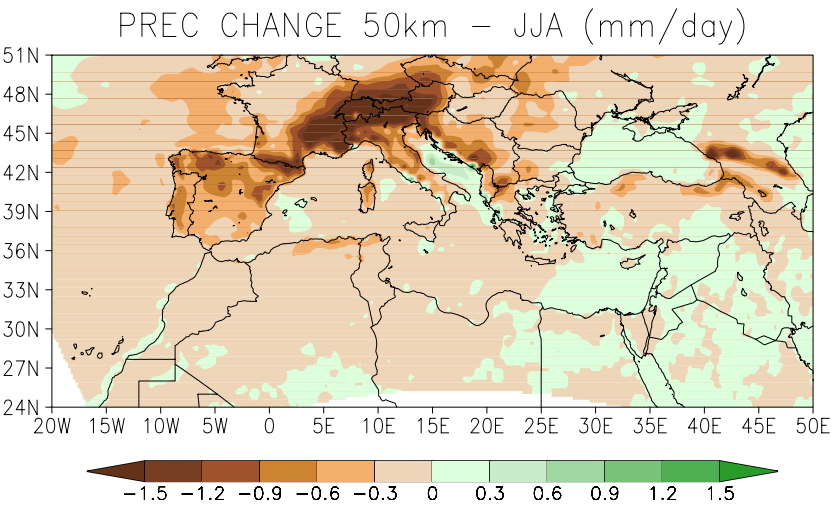 PREC CHANGE 50km – JJA (mm/day)
51N
48N
45N
42N
39N
36N
33N
30N
27N
24N
20W 15W 10W 5W 0 5E 10E 15E 20E 25E 30E 35E 40E 45E 50E
−1.5 −1.2 −0.9 −0.6 −0.3 0 0.3 0.6 0.9 1.2 1.5